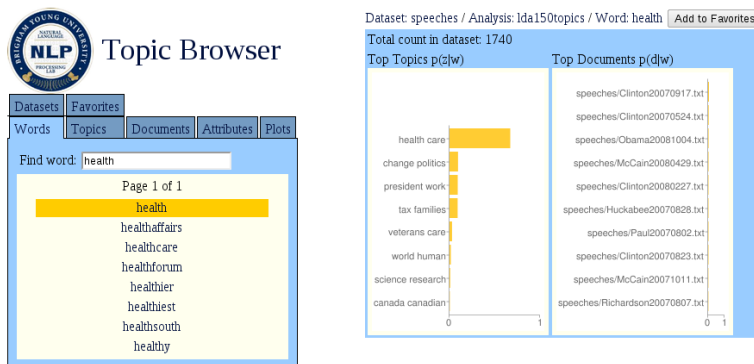 BRIGHAM YOUNG UNIVERSITY
NATURAL
LANGUAGE
NLP
PROCESSING
LAB
Topic Browser
Datasets Favorites
Words Topics Documents Attributes Plots
Find word: health
Page 1 of 1
health
healthaffairs
healthcare
healthforum
healthier
healthiest
healthsouth
healthy
Dataset: speeches / Analysis: lda150topics / Word: health Add to Favorites
Total count in dataset: 1740
Top Topics p(z|w) Top Documents p(d|w)
health care
change politics
president work
tax families
veterans care
world human
science research
canada canadian
0 1
speeches/Clinton20070917.txt
speeches/Clinton20070524.txt
speeches/Obama20081004.txt
speeches/McCain20080429.txt
speeches/Clinton20080227.txt
speeches/Huckabee20070828.txt
speeches/Paul20070802.txt
speeches/Clinton20070823.txt
speeches/McCain20071011.txt
speeches/Richardson20070807.txt
0 1